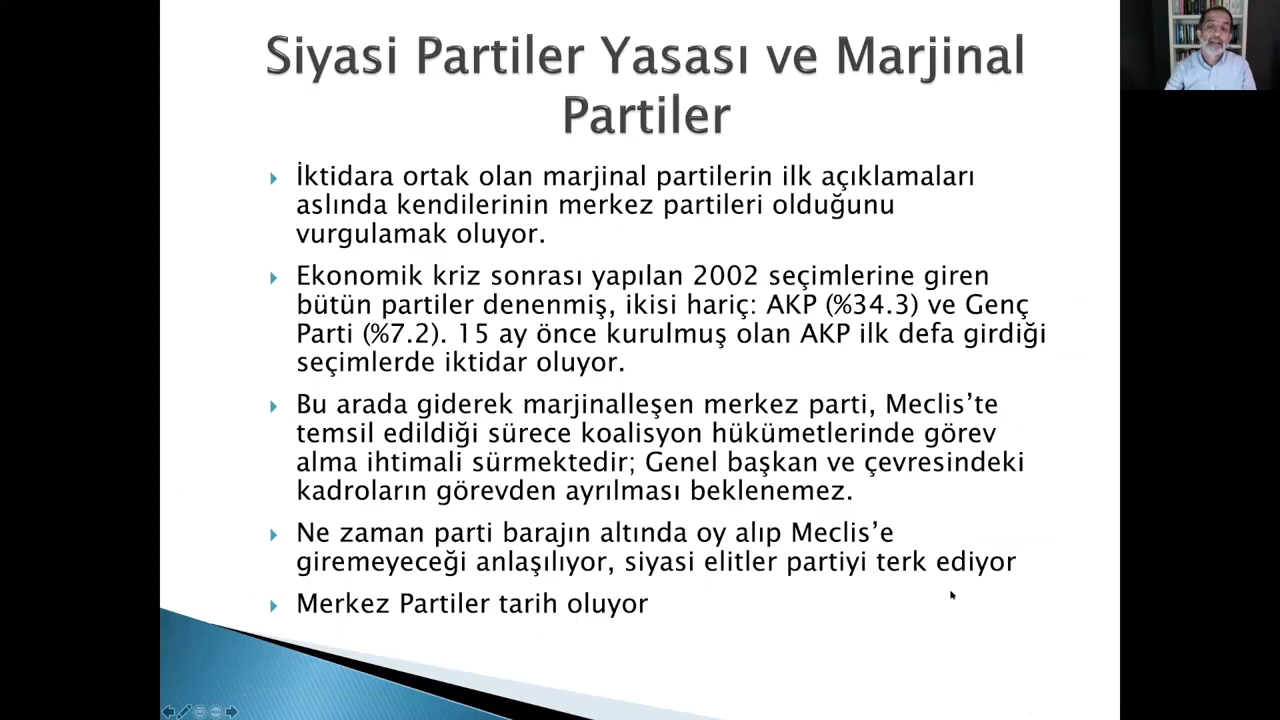 Siyasi Partiler Yasası ve Marjinal
Partiler
İktidara ortak olan marjinal partilerin ilk açıklamaları
aslında kendilerinin merkez partileri olduğunu
vurgulamak oluyor.
Ekonomik kriz sonrası yapılan 2002 seçimlerine giren
bütün partiler denenmiş, ikisi hariç: AKP (%34.3) ve Genç
Parti (%7.2). 15 ay önce kurulmuş olan AKP ilk defa girdiği
seçimlerde iktidar oluyor.
Bu arada giderek marjinalleşen merkez parti, Meclis’te
temsil edildiği sürece koalisyon hükümetlerinde görev
alma ihtimali sürmektedir; Genel başkan ve çevresindeki
kadroların görevden ayrılması beklenemez.
Ne zaman parti barajın altında oy alıp Meclis’e
giremeyeceği anlaşılıyor, siyasi elitler partiyi terk ediyor
Merkez Partiler tarih oluyor